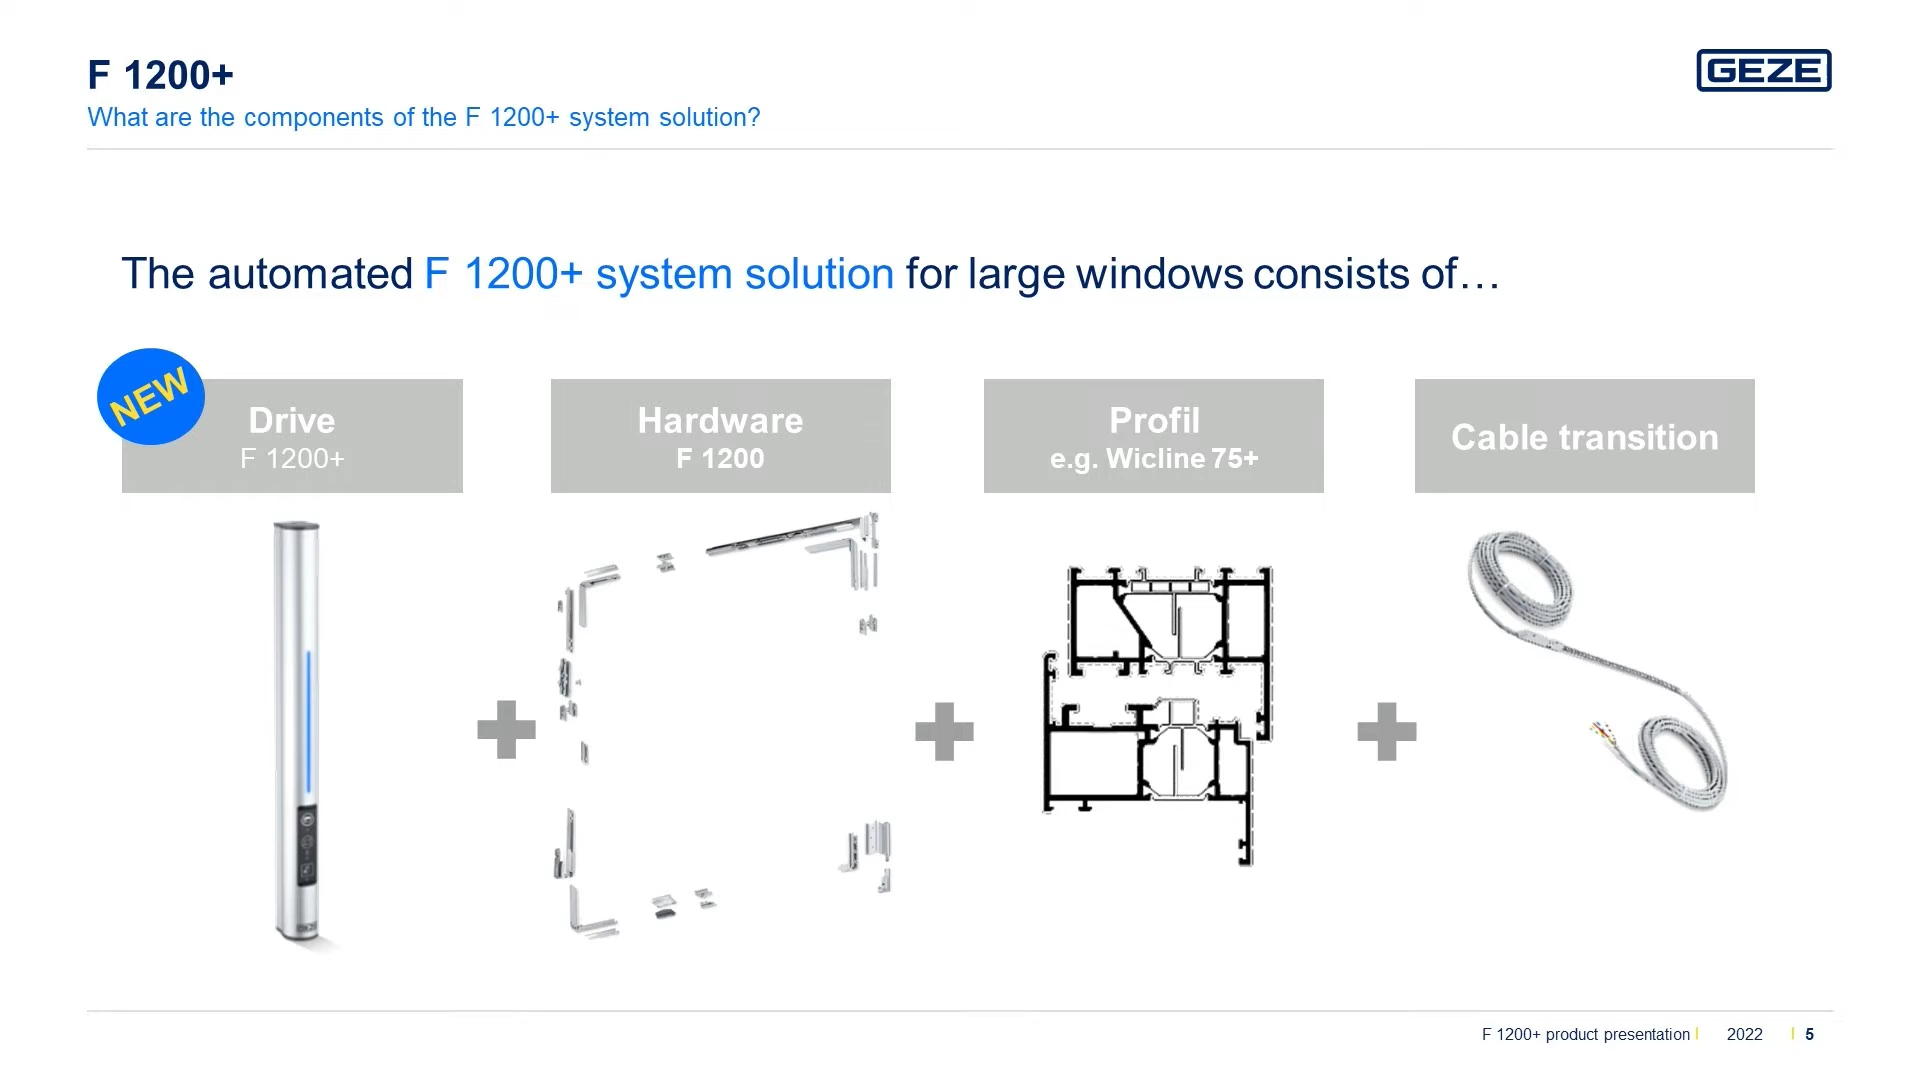 F 1200+
GEZE
What are the components of the F 1200+ system solution?
The automated F 1200+ system solution for large windows consists of…
NEW
Drive
F 1200+
Hardware
F 1200
Profil
e.g. Wicline 75+
Cable transition
F 1200+ product presentation 2022 5